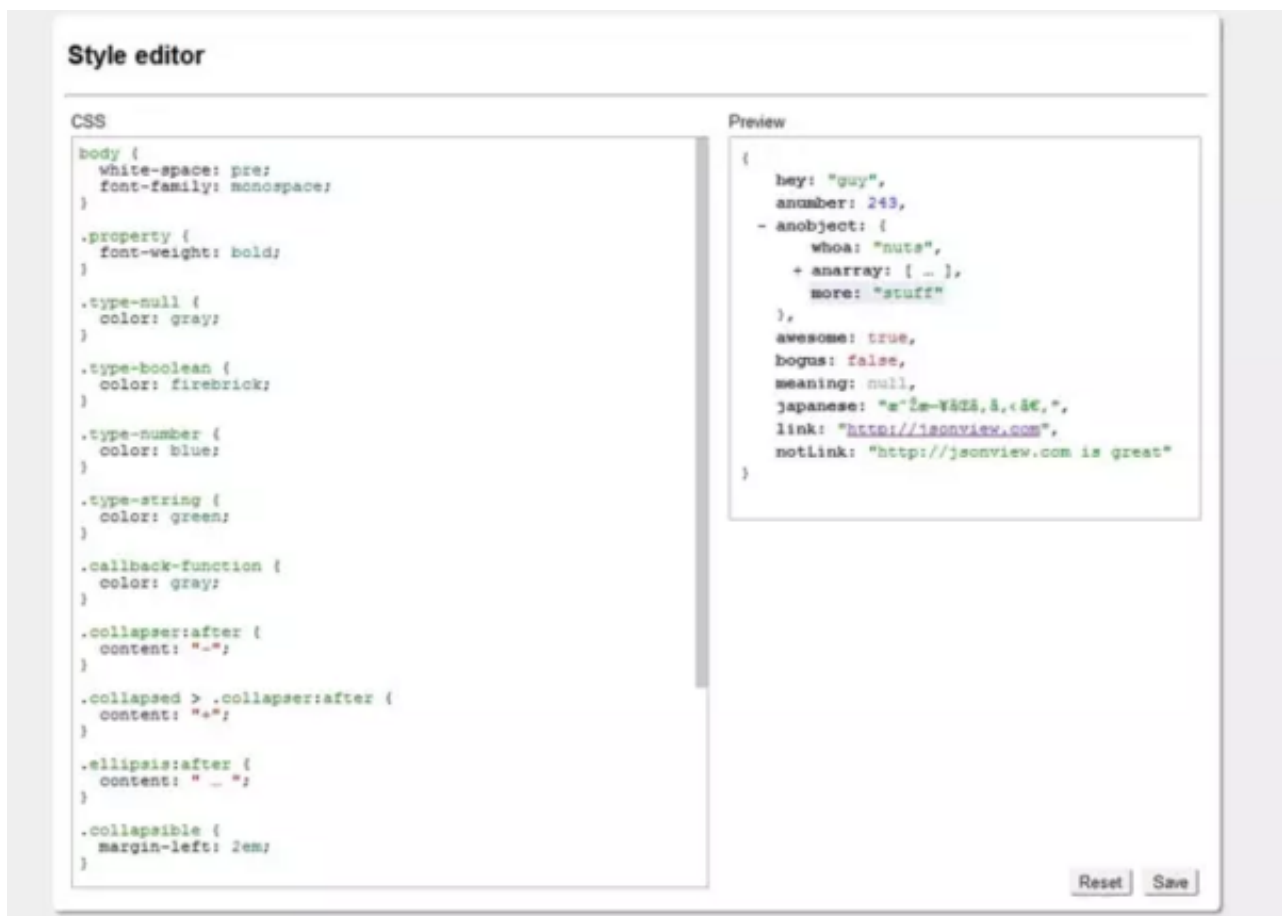 Style editor
CSS
body {
white-space: pre;
font-family: monospace;
}
.property {
font-weight: bold;
}
.type-null {
color: gray;
}
.type-boolean {
color: firebrick;
}
.type-number {
color: blue;
}
.type-string {
color: green;
}
.callback-function {
color: gray;
}
.collapser:after {
content: "-";
}
.collapsed > .collapser:after {
content: "+";
}
.ellipsis:after {
content: " … ";
}
.collapsible {
margin-left: 2em;
}
Preview
{
hey: "guy",
anumber: 243,
- anobject: {
whoa: "nuts",
+ anarray: [ … ],
more: "stuff"
},
awesome: true,
bogus: false,
meaning: null,
japanese:
link: "http://jsonview.com",
notLink: "http://jsonview.com is great"
}
Reset Save